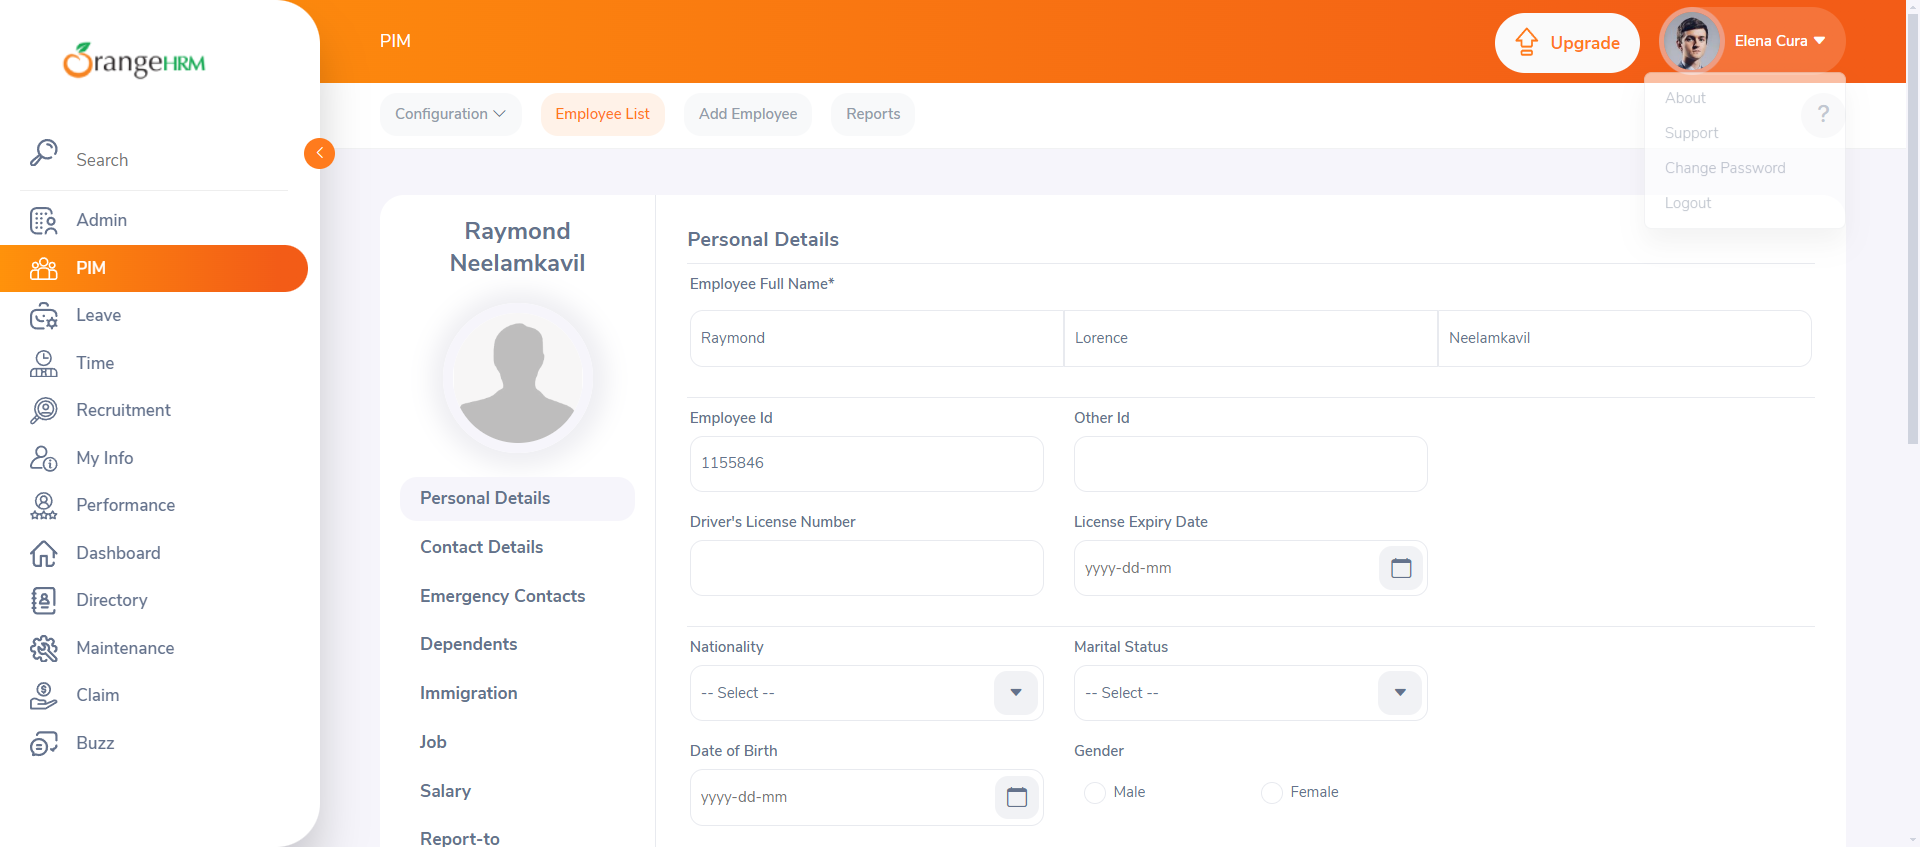 OrangeHRM
Search
Admin
PIM
Leave
Time
Recruitment
My Info
Performance
Dashboard
Directory
Maintenance
Claim
Buzz
PIM
Upgrade
Elena Cura
Configuration
Employee List
Add Employee
Reports
?
About
Support
Change Password
Logout
Raymond
Neelamkavil
Personal Details
Contact Details
Emergency Contacts
Dependents
Immigration
Job
Salary
Report-to
Personal Details
Employee Full Name*
Raymond
Lorence
Neelamkavil
Employee Id
Other Id
1155846
Driver's License Number
License Expiry Date
yyyy-dd-mm
Nationality
Marital Status
-- Select --
-- Select --
Date of Birth
Gender
yyyy-dd-mm
Male
Female